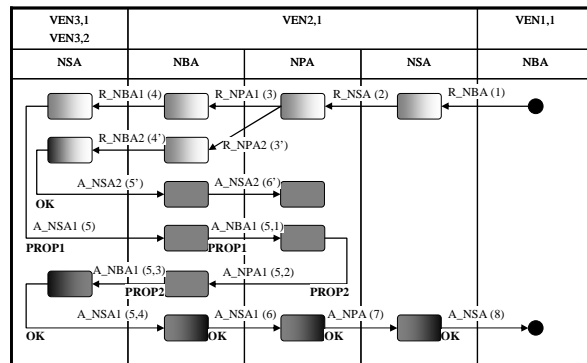 VEN3,1 VEN2,1 VEN1,1
VEN3,2
NSA NBA NPA NSA NBA
R_NBA1 (4) R_NPA1 (3) R_NSA (2) R_NBA (1)
R_NBA2 (4') R_NPA2 (3')
A_NSA2 (5') A_NSA2 (6')
OK
A_NSA1 (5) A_NBA1 (5,1)
PROP1 PROP1
A_NBA1 (5,3) A_NPA1 (5,2)
PROP2 PROP2
A_NSA1 (5,4) A_NSA1 (6) A_NPA (7) A_NSA (8)
OK OK OK OK